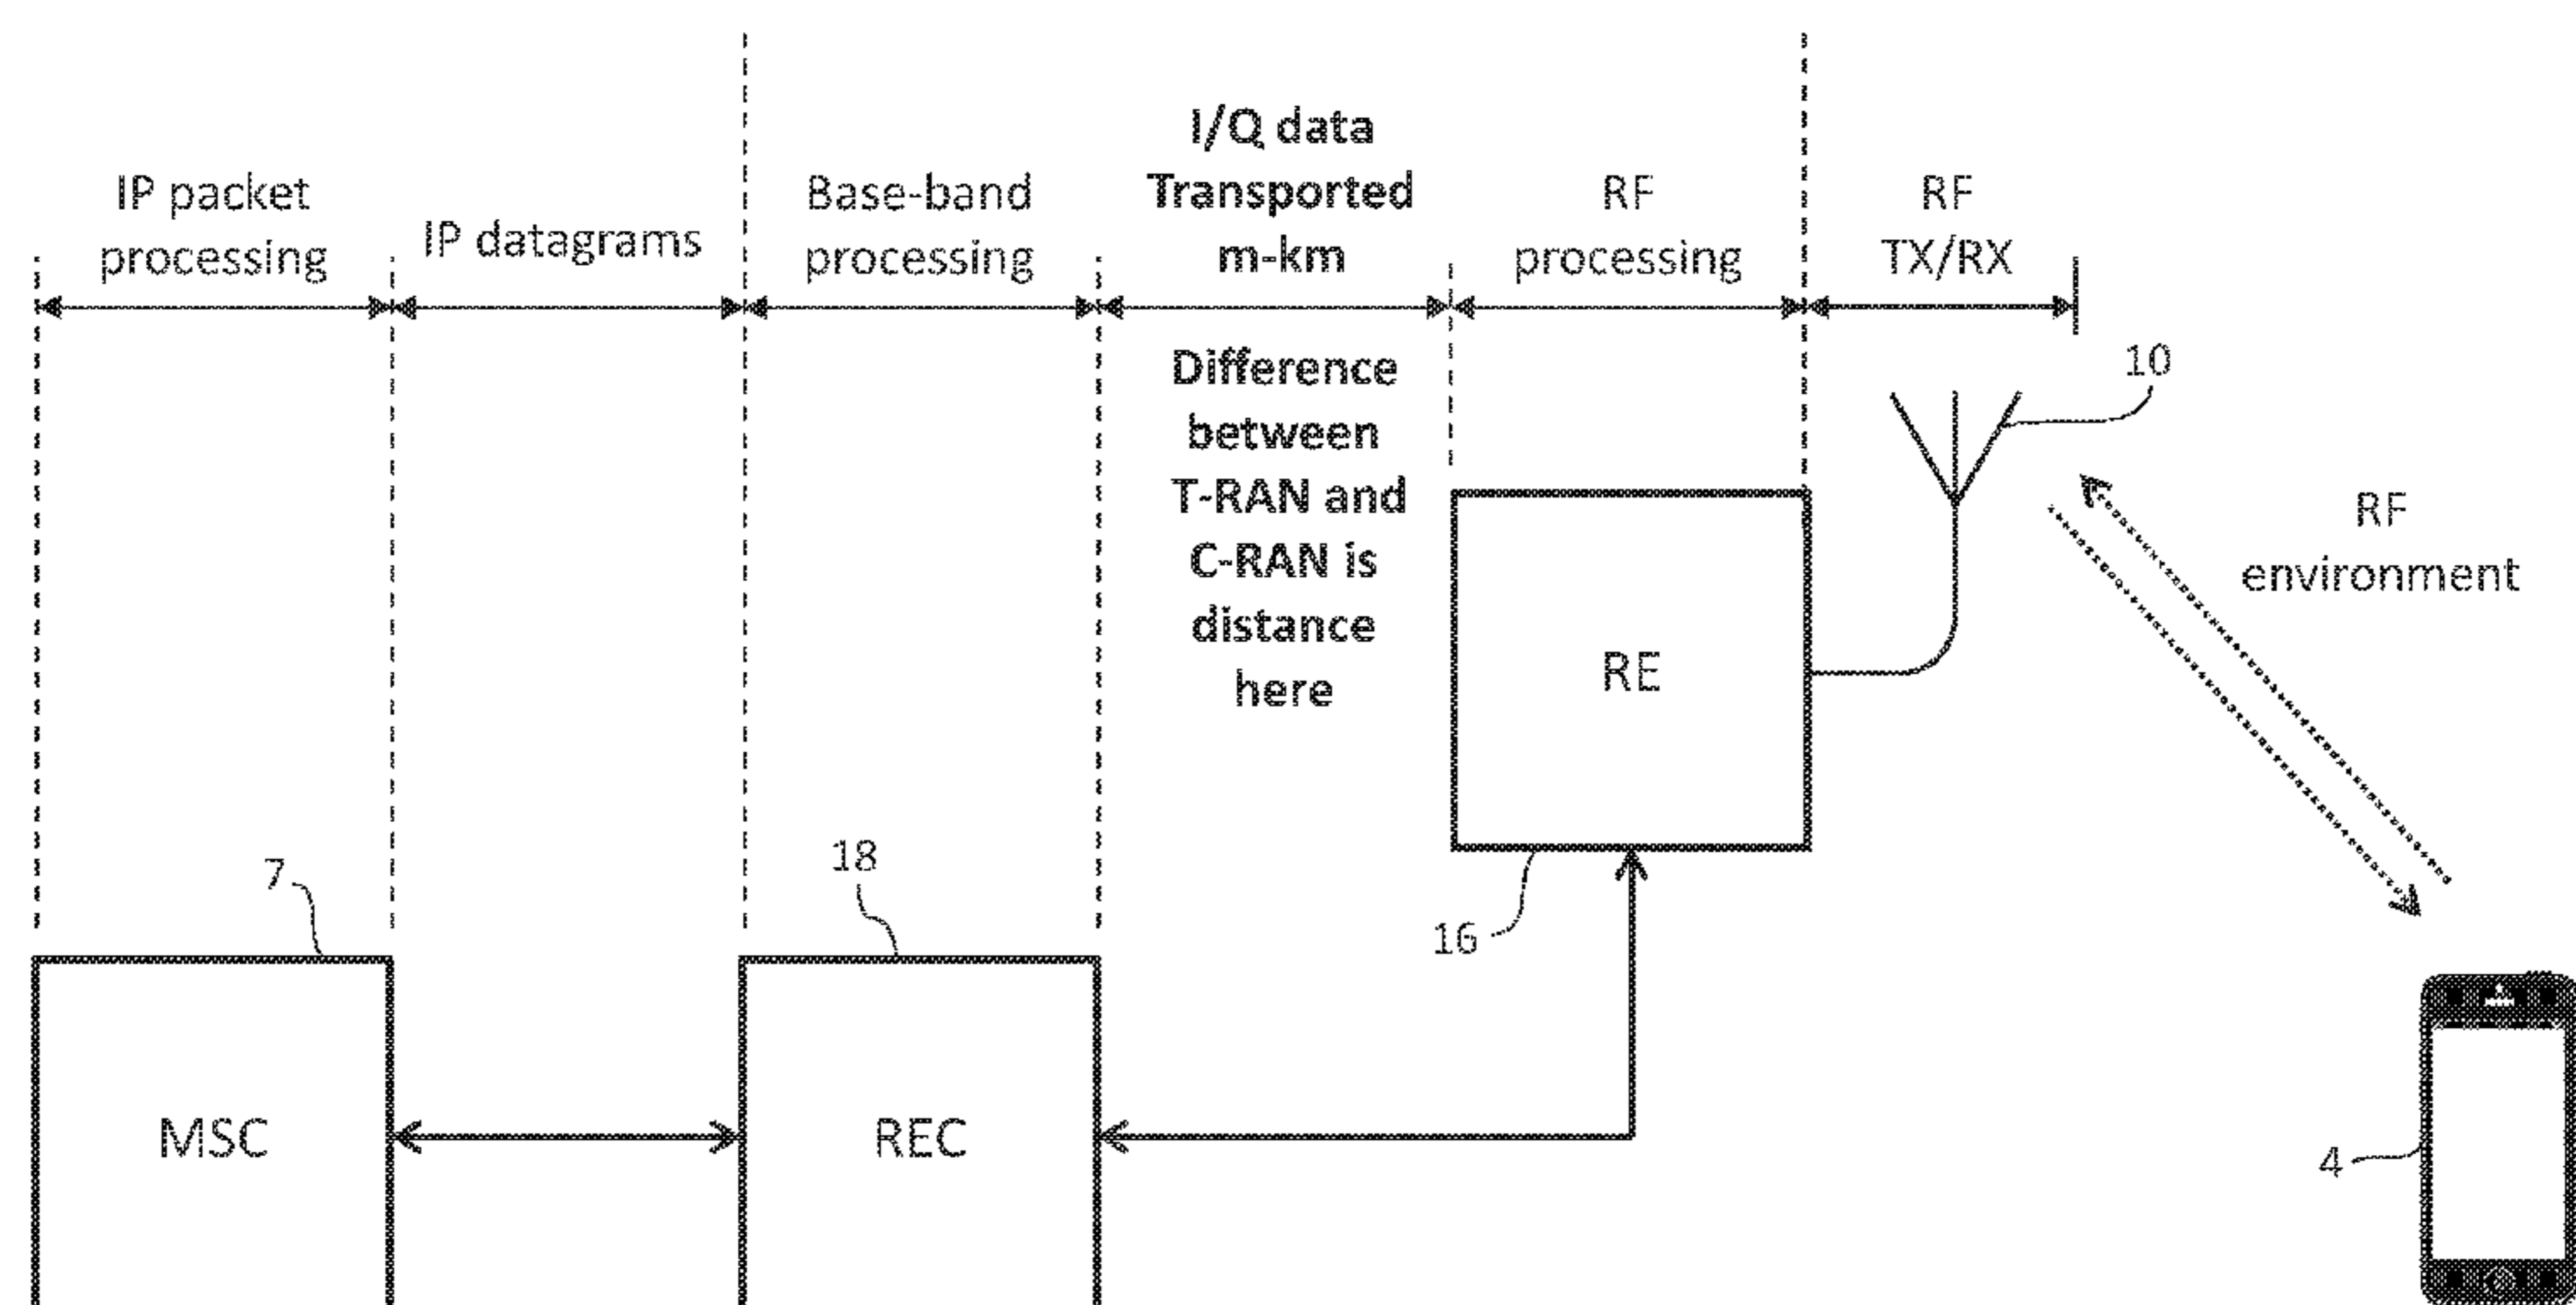 IP packet
processing
IP datagrams
Base-band
processing
I/Q data
Transported
m-km
RF
processing
RF
TX/RX
Difference
between
T-RAN and
C-RAN is
distance
here
10
RF
environment
RE
7
18
16
MSC
REC
4